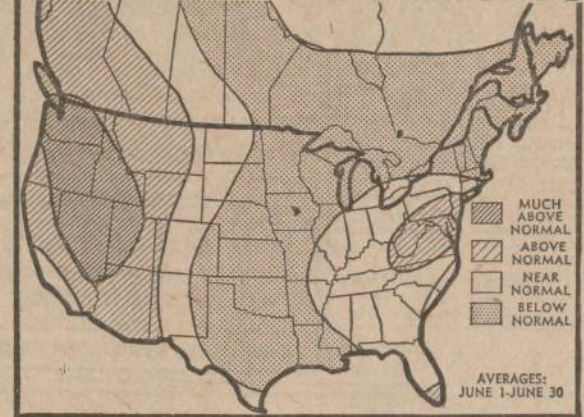 MUCH
ABOVE
NORMAL
ABOVE
NORMAL
NEAR
NORMAL
BELOW
NORMAL
AVERAGES:
JUNE 1-JUNE 30